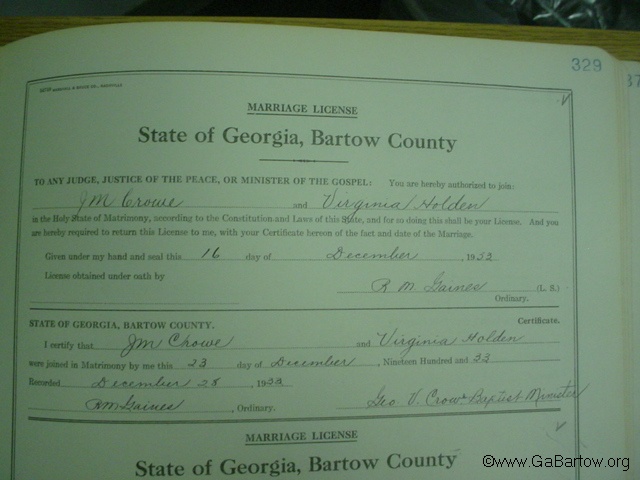 329
37
MARRIAGE LICENSE
State of Georgia, Bartow County
TO ANY JUDGE, JUSTICE OF THE PEACE, OR MINISTER OF THE GOSPEL: You are hereby authorized to join:
J M Crowe and Virginia Holden
in the Holy State of Matrimony, according to the Constitution and Laws of this State, and for so doing this shall be your License. And you
are hereby required to return this License to me, with your Certificate hereon of the fact and date of the Marriage.
Given under my hand and seal this 16 day of December, 1933
License obtained under oath by
R M Gaines (L. S.)
Ordinary.
STATE OF GEORGIA, BARTOW COUNTY. Certificate.
I certify that J M Crowe and Virginia Holden
were joined in Matrimony by me this 23 day of December, Nineteen Hundred and 33
Recorded December 28, 1933
R M Gaines, Ordinary. Geo V. Crow Baptist Minister
MARRIAGE LICENSE
State of Georgia, Bartow County
©www.GaBartow.org